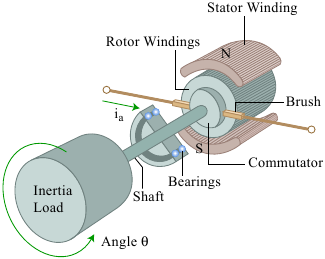 Stator Winding
Rotor Windings
N
i_a
Brush
S
Commutator
Bearings
Shaft
Inertia
Load
Angle θ